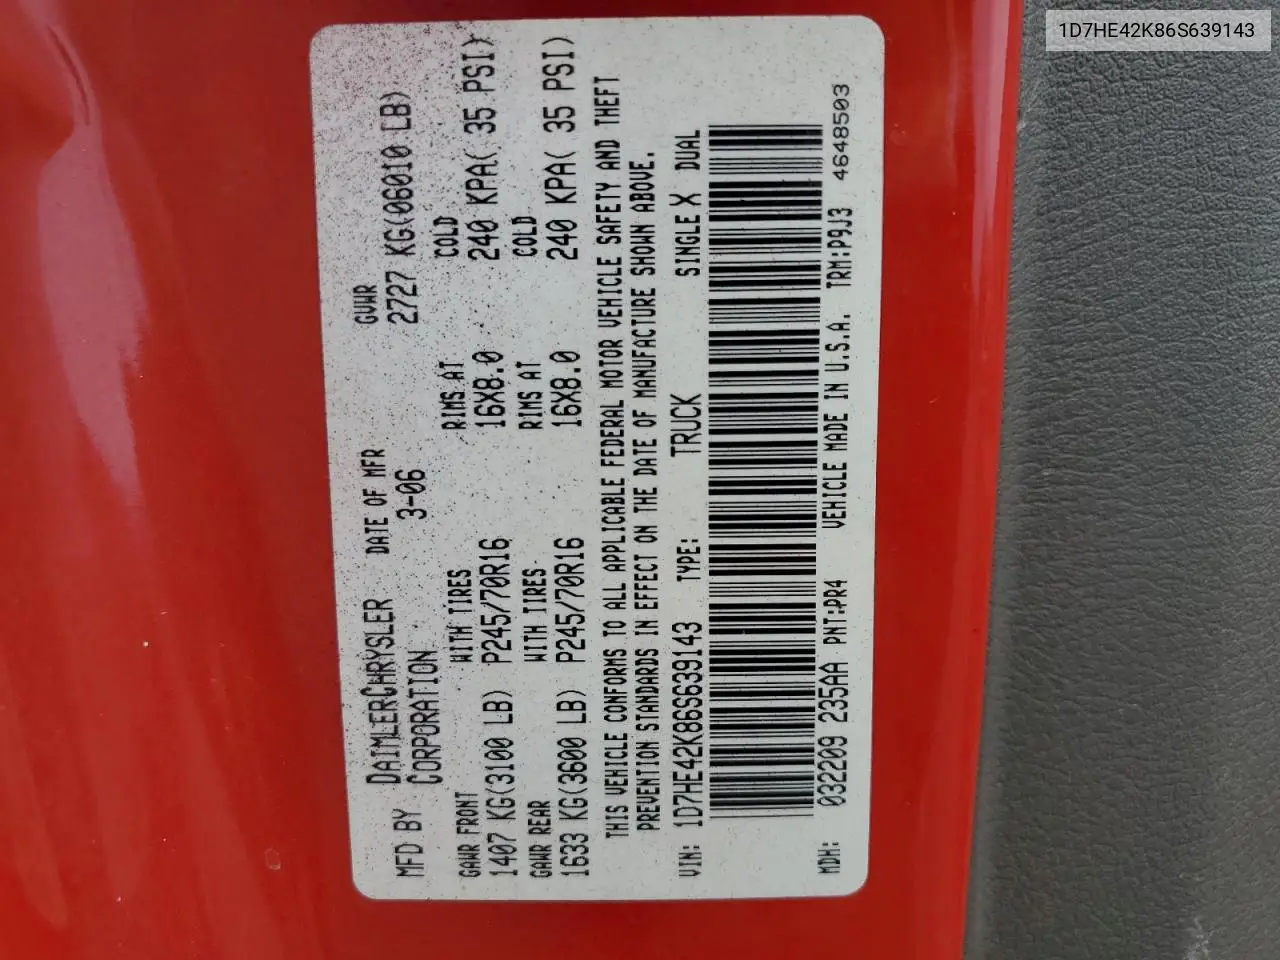 1D7HE42K86S639143
MFD BY DAIMLERCHRYSLER CORPORATION DATE OF MFR 3-06 GVWR 2727 KG(06010 LB)
GAWR FRONT WITH TIRES RIMS AT COLD
1407 KG(3100 LB) P245/70R16 16X8.0 240 KPA( 35 PSI)
GAWR REAR WITH TIRES RIMS AT COLD
1633 KG(3600 LB) P245/70R16 16X8.0 240 KPA( 35 PSI)
THIS VEHICLE CONFORMS TO ALL APPLICABLE FEDERAL MOTOR VEHICLE SAFETY AND THEFT
PREVENTION STANDARDS IN EFFECT ON THE DATE OF MANUFACTURE SHOWN ABOVE.
VIN: 1D7HE42K86S639143 TYPE: TRUCK SINGLE X DUAL
MDH: 032209 235AA PNT:PR4 VEHICLE MADE IN U.S.A. TRM:P9J3 4648503